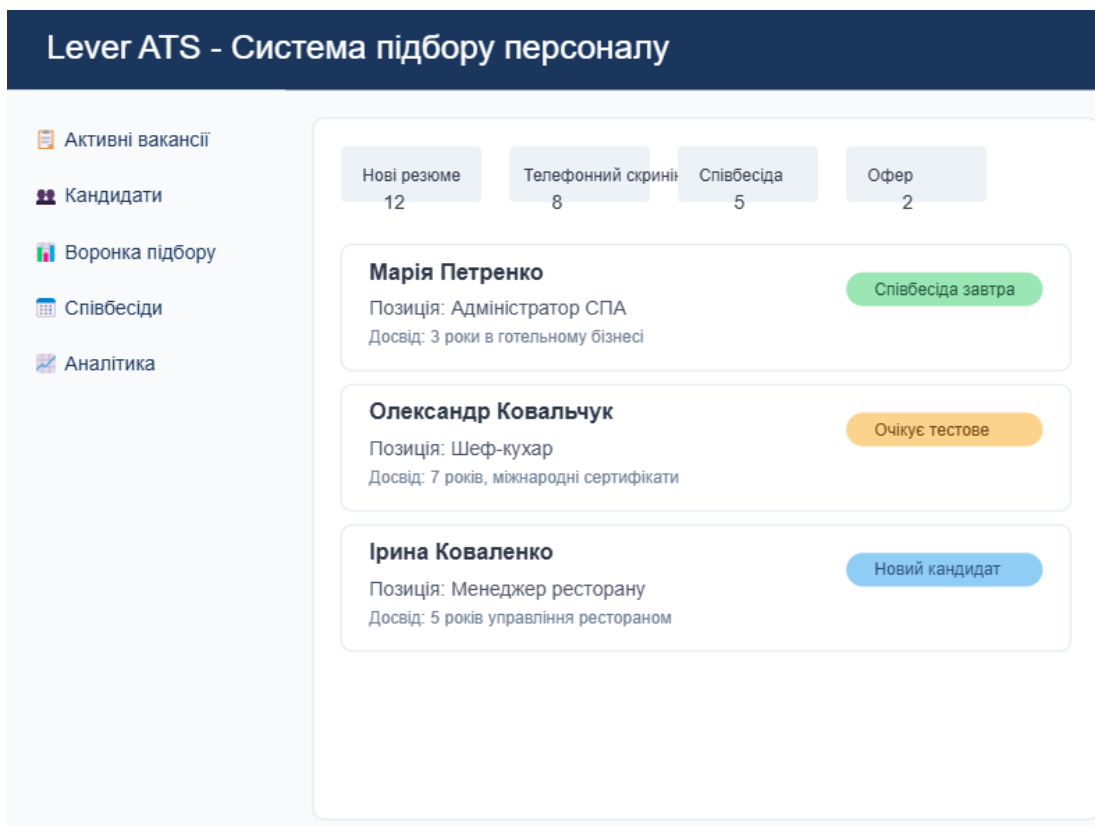 Lever ATS - Система підбору персоналу
Активні вакансії
Кандидати
Воронка підбору
Співбесіди
Аналітика
Нові резюме
12
Телефонний скринін
8
Співбесіда
5
Офер
2
Марія Петренко
Співбесіда завтра
Позиція: Адміністратор СПА
Досвід: 3 роки в готельному бізнесі
Олександр Ковальчук
Очікує тестове
Позиція: Шеф-кухар
Досвід: 7 років, міжнародні сертифікати
Ірина Коваленко
Новий кандидат
Позиція: Менеджер ресторану
Досвід: 5 років управління рестораном